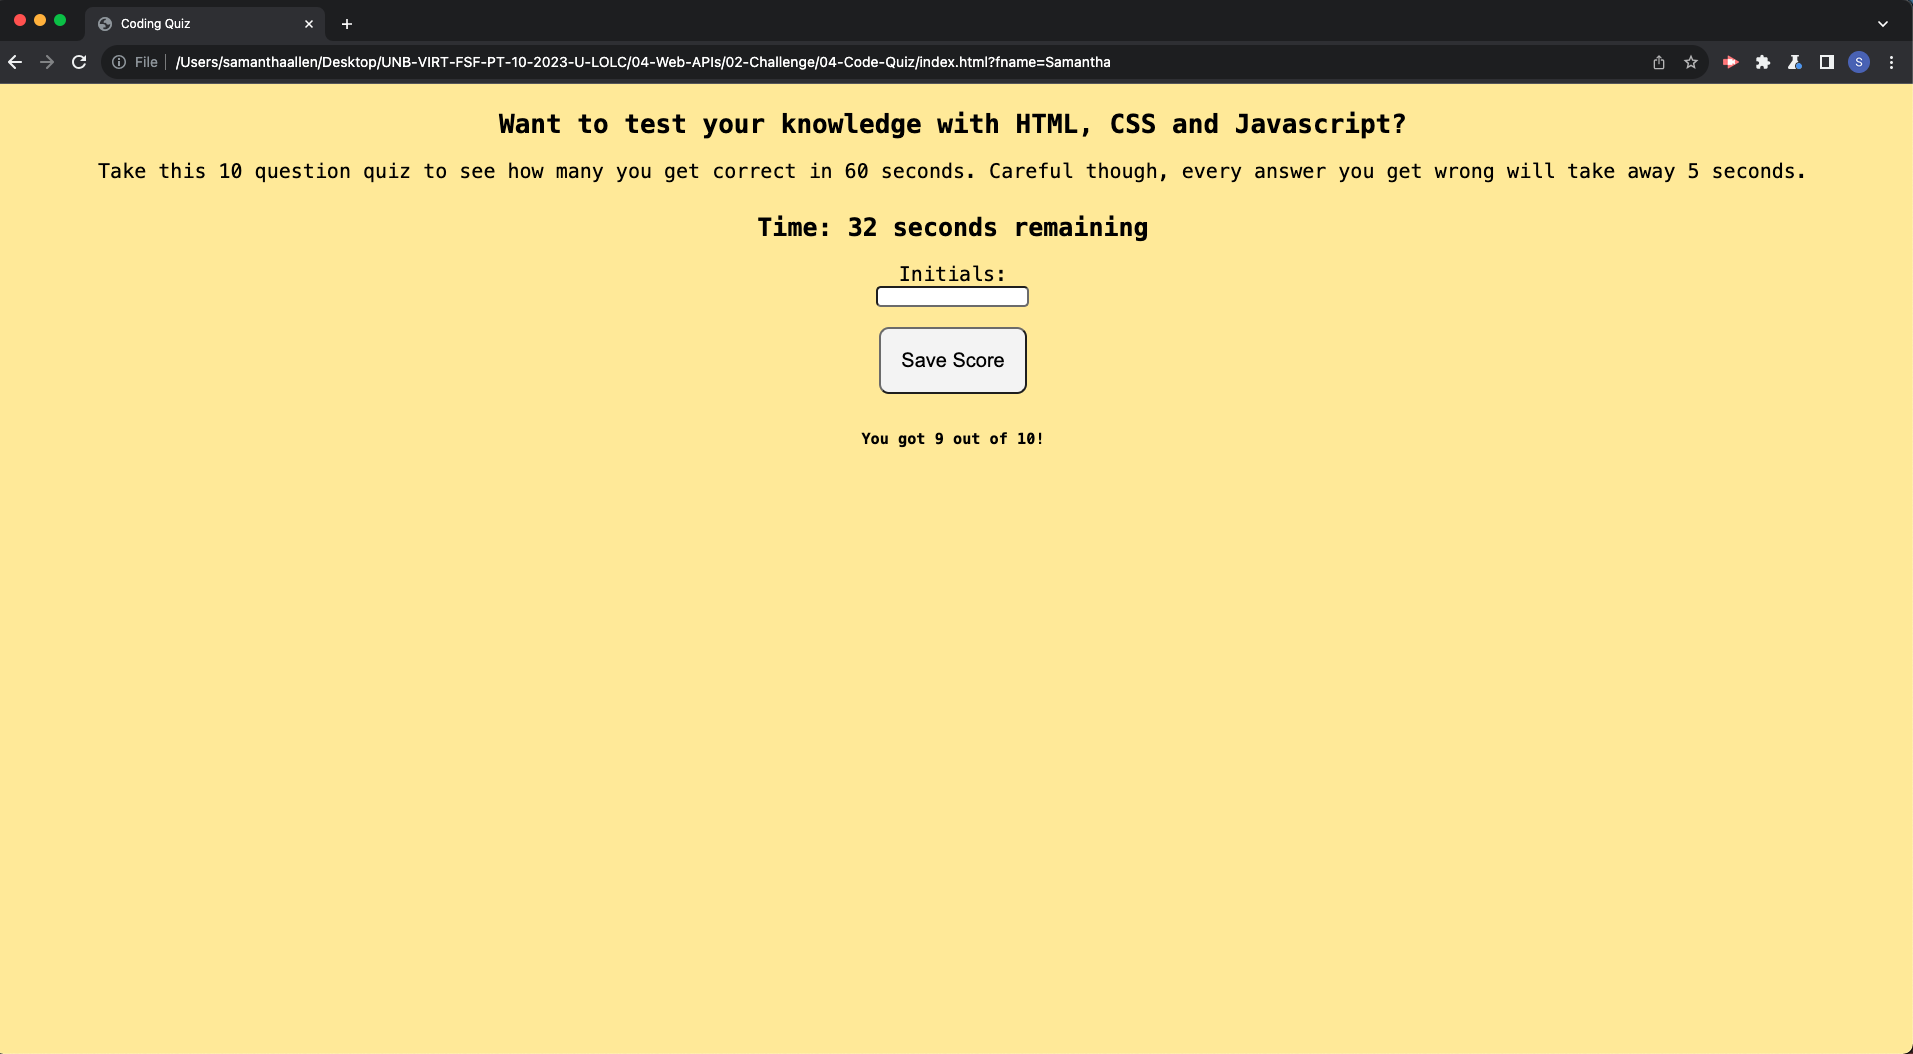 Coding Quiz
File /Users/samanthaallen/Desktop/UNB-VIRT-FSF-PT-10-2023-U-LOLC/04-Web-APIs/02-Challenge/04-Code-Quiz/index.html?fname=Samantha
S
Want to test your knowledge with HTML, CSS and Javascript?
Take this 10 question quiz to see how many you get correct in 60 seconds. Careful though, every answer you get wrong will take away 5 seconds.
Time: 32 seconds remaining
Initials:
Save Score
You got 9 out of 10!